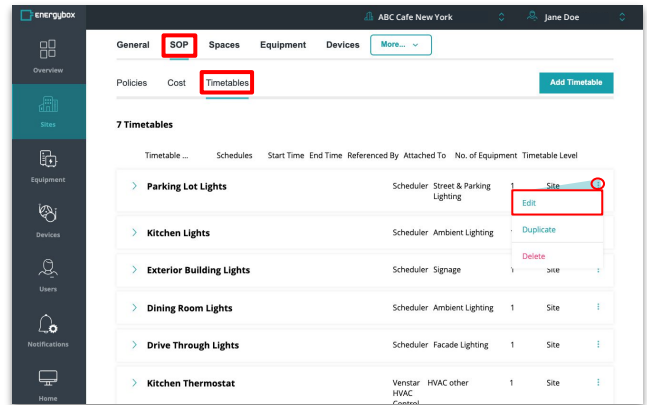 energybox
ABC Cafe New York
Jane Doe
General SOP Spaces Equipment Devices More...
Overview
Policies Cost Timetables
Add Timetable
Sites
7 Timetables
Timetable ... Schedules Start Time End Time Referenced By Attached To No. of Equipment Timetable Level
Equipment
Parking Lot Lights Scheduler Street & Parking 1 Site
Lighting
Edit
Devices
Kitchen Lights Scheduler Ambient Lighting
Duplicate
Delete
Users
Exterior Building Lights Scheduler Signage 1 Site
Dining Room Lights Scheduler Ambient Lighting 1 Site
Notifications
Drive Through Lights Scheduler Facade Lighting 1 Site
Kitchen Thermostat Venstar HVAC other 1 Site
HVAC
Control
Home